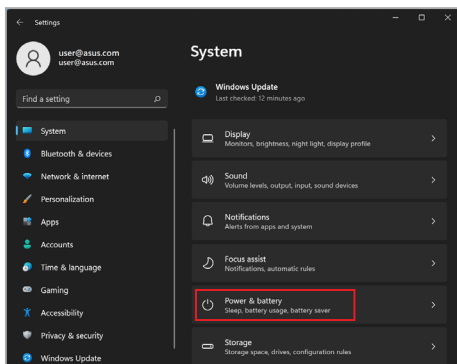 Settings
user@asus.com
user@asus.com
Find a setting
System
Bluetooth & devices
Network & internet
Personalization
Apps
Accounts
Time & language
Gaming
Accessibility
Privacy & security
Windows Update
System
Windows Update
Last checked: 12 minutes ago
Display
Monitors, brightness, night light, display profile
Sound
Volume levels, output, input, sound devices
Notifications
Alerts from apps and system
Focus assist
Notifications, automatic rules
Power & battery
Sleep, battery usage, battery saver
Storage
Storage space, drives, configuration rules